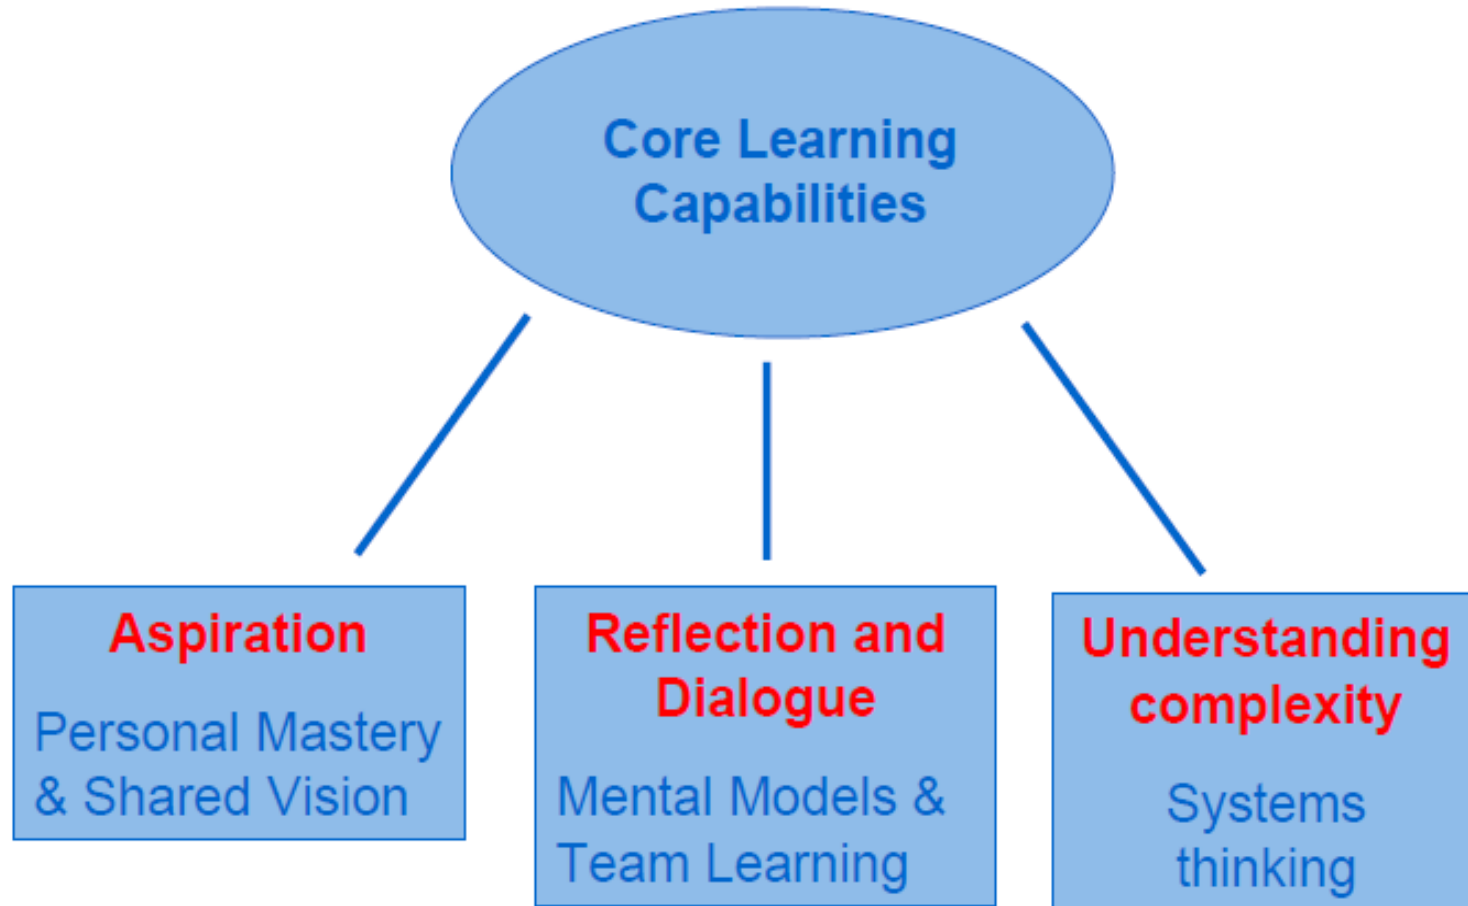 Core Learning
Capabilities
Aspiration
Personal Mastery
& Shared Vision
Reflection and
Dialogue
Mental Models &
Team Learning
Understanding
complexity
Systems
thinking